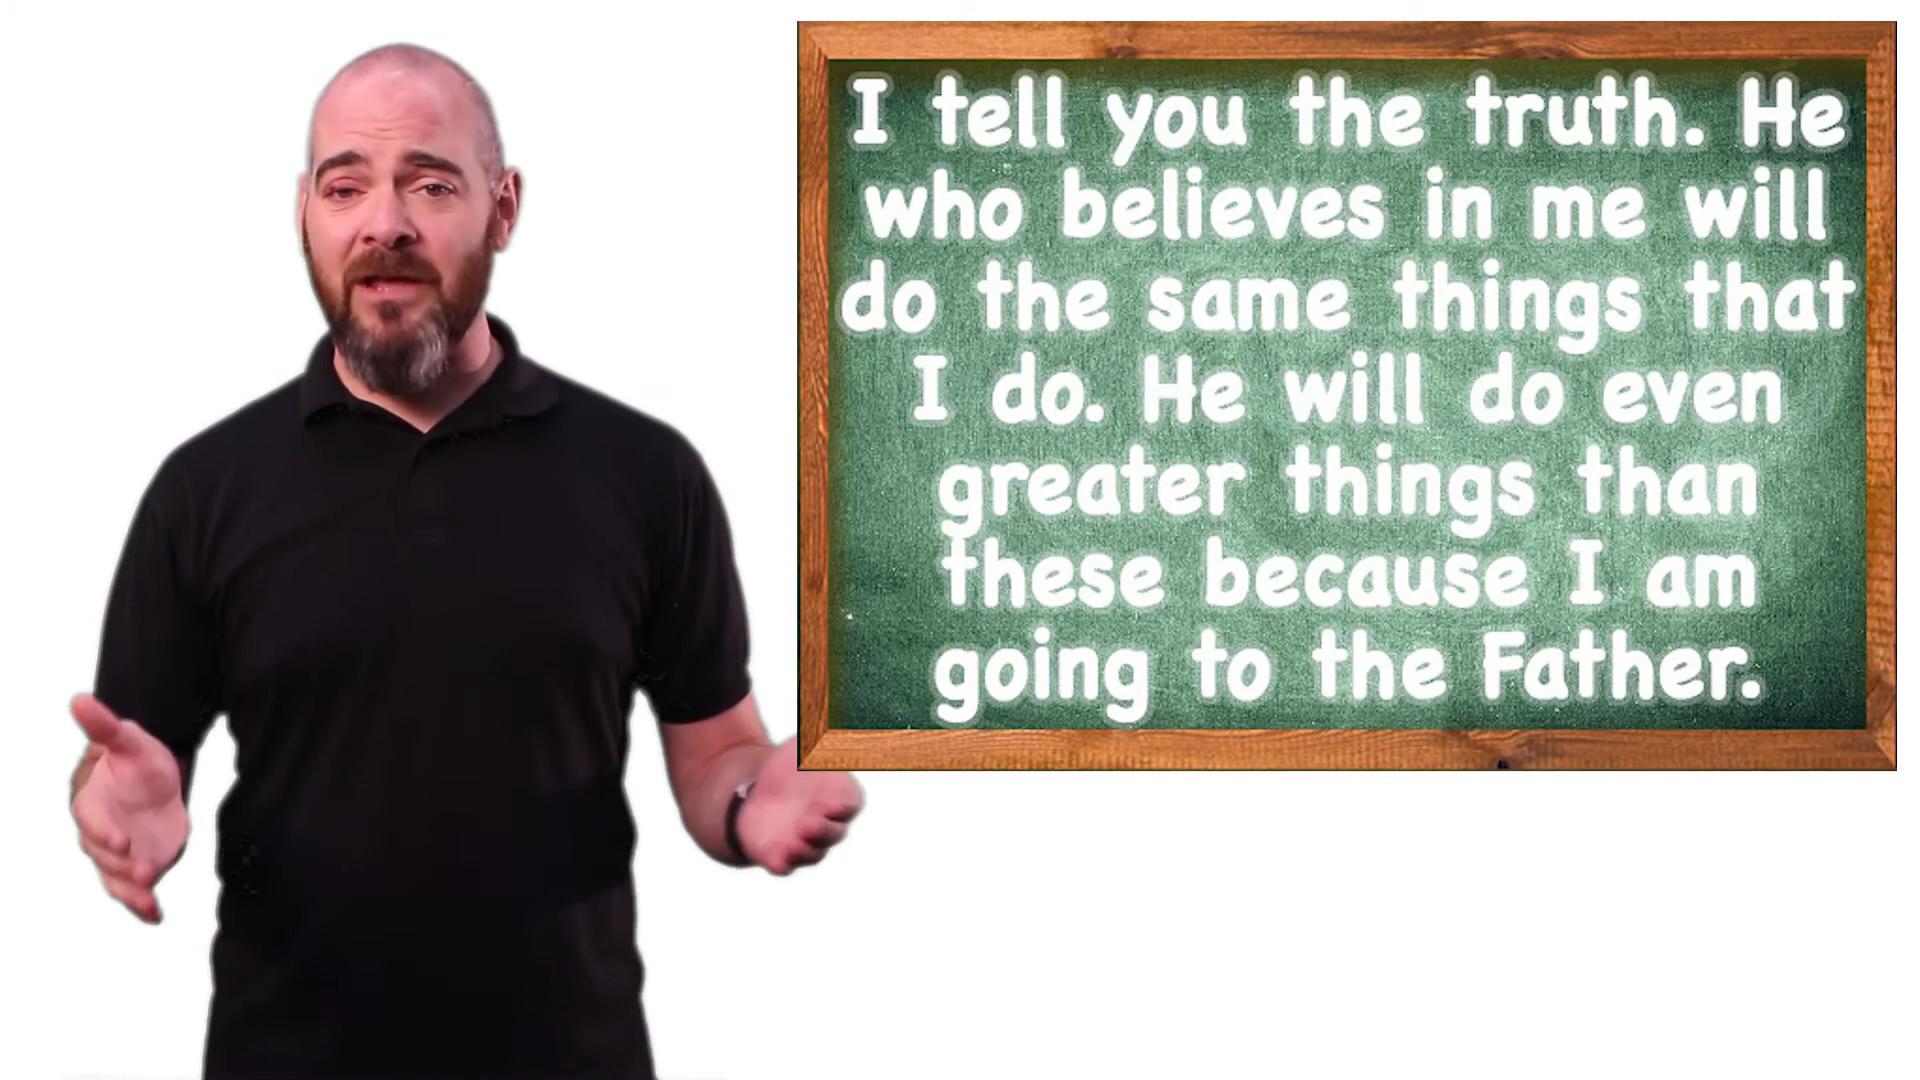 I tell you the truth. He
who believes in me will
do the same things that
I do. He will do even
greater things than
these because I am
going to the Father.